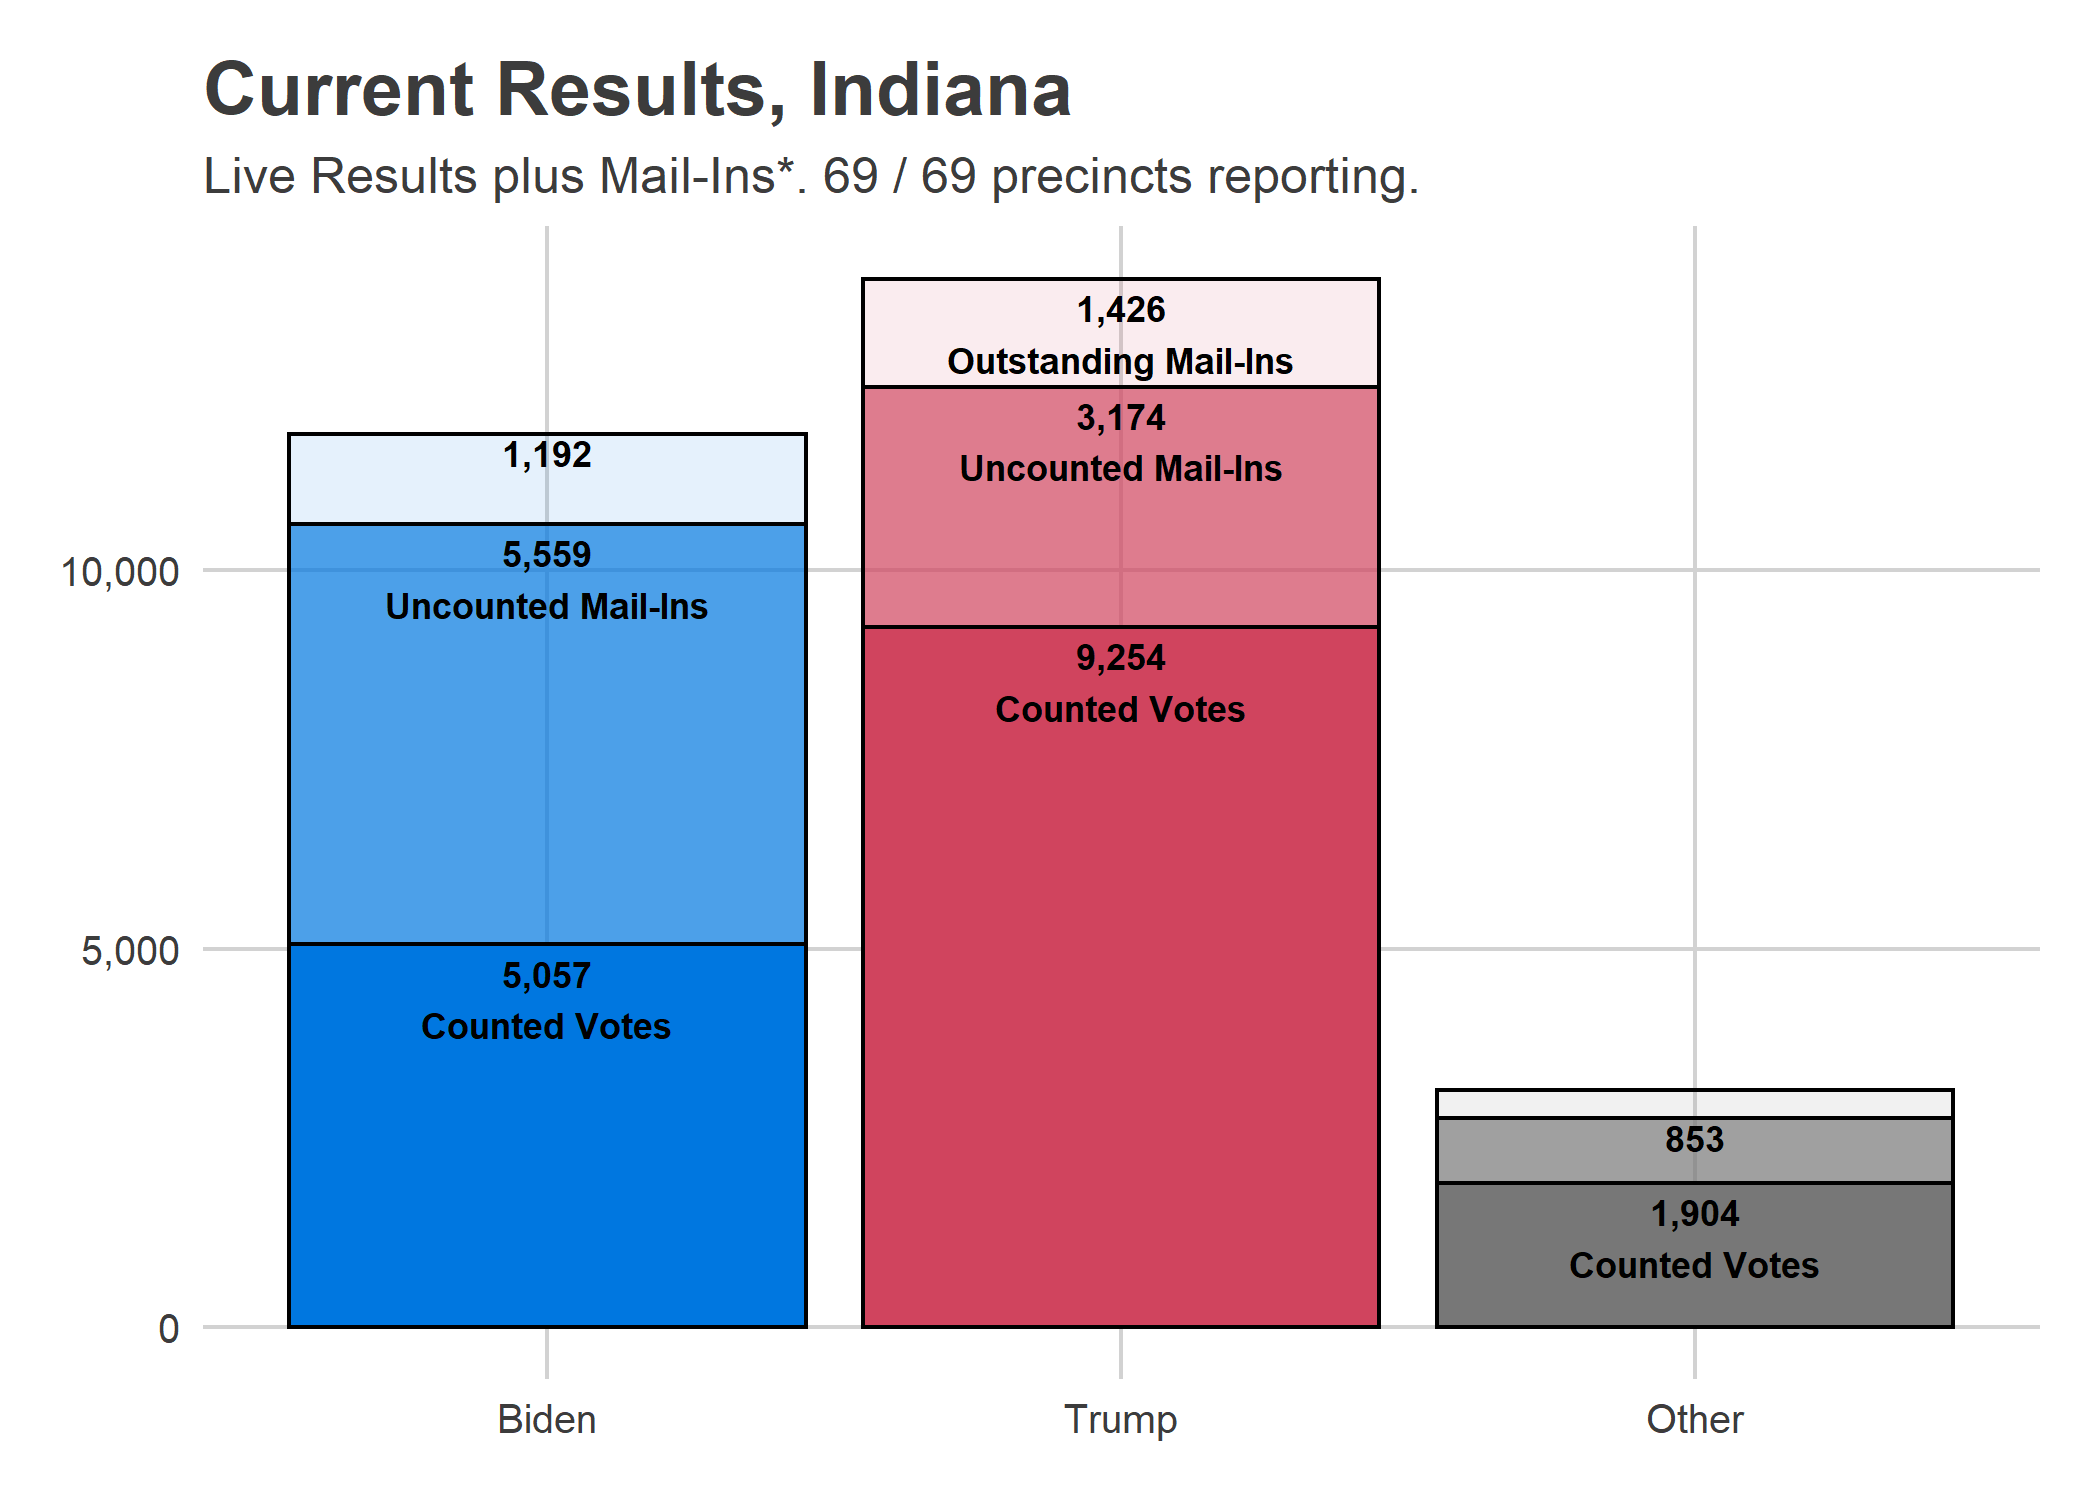 Current Results, Indiana
Live Results plus Mail-Ins*. 69 / 69 precincts reporting.
1,426
Outstanding Mail-Ins
3,174
Uncounted Mail-Ins
1,192
5,559
Uncounted Mail-Ins
10,000
9,254
Counted Votes
5,000
5,057
Counted Votes
853
1,904
Counted Votes
0
Biden
Trump
Other